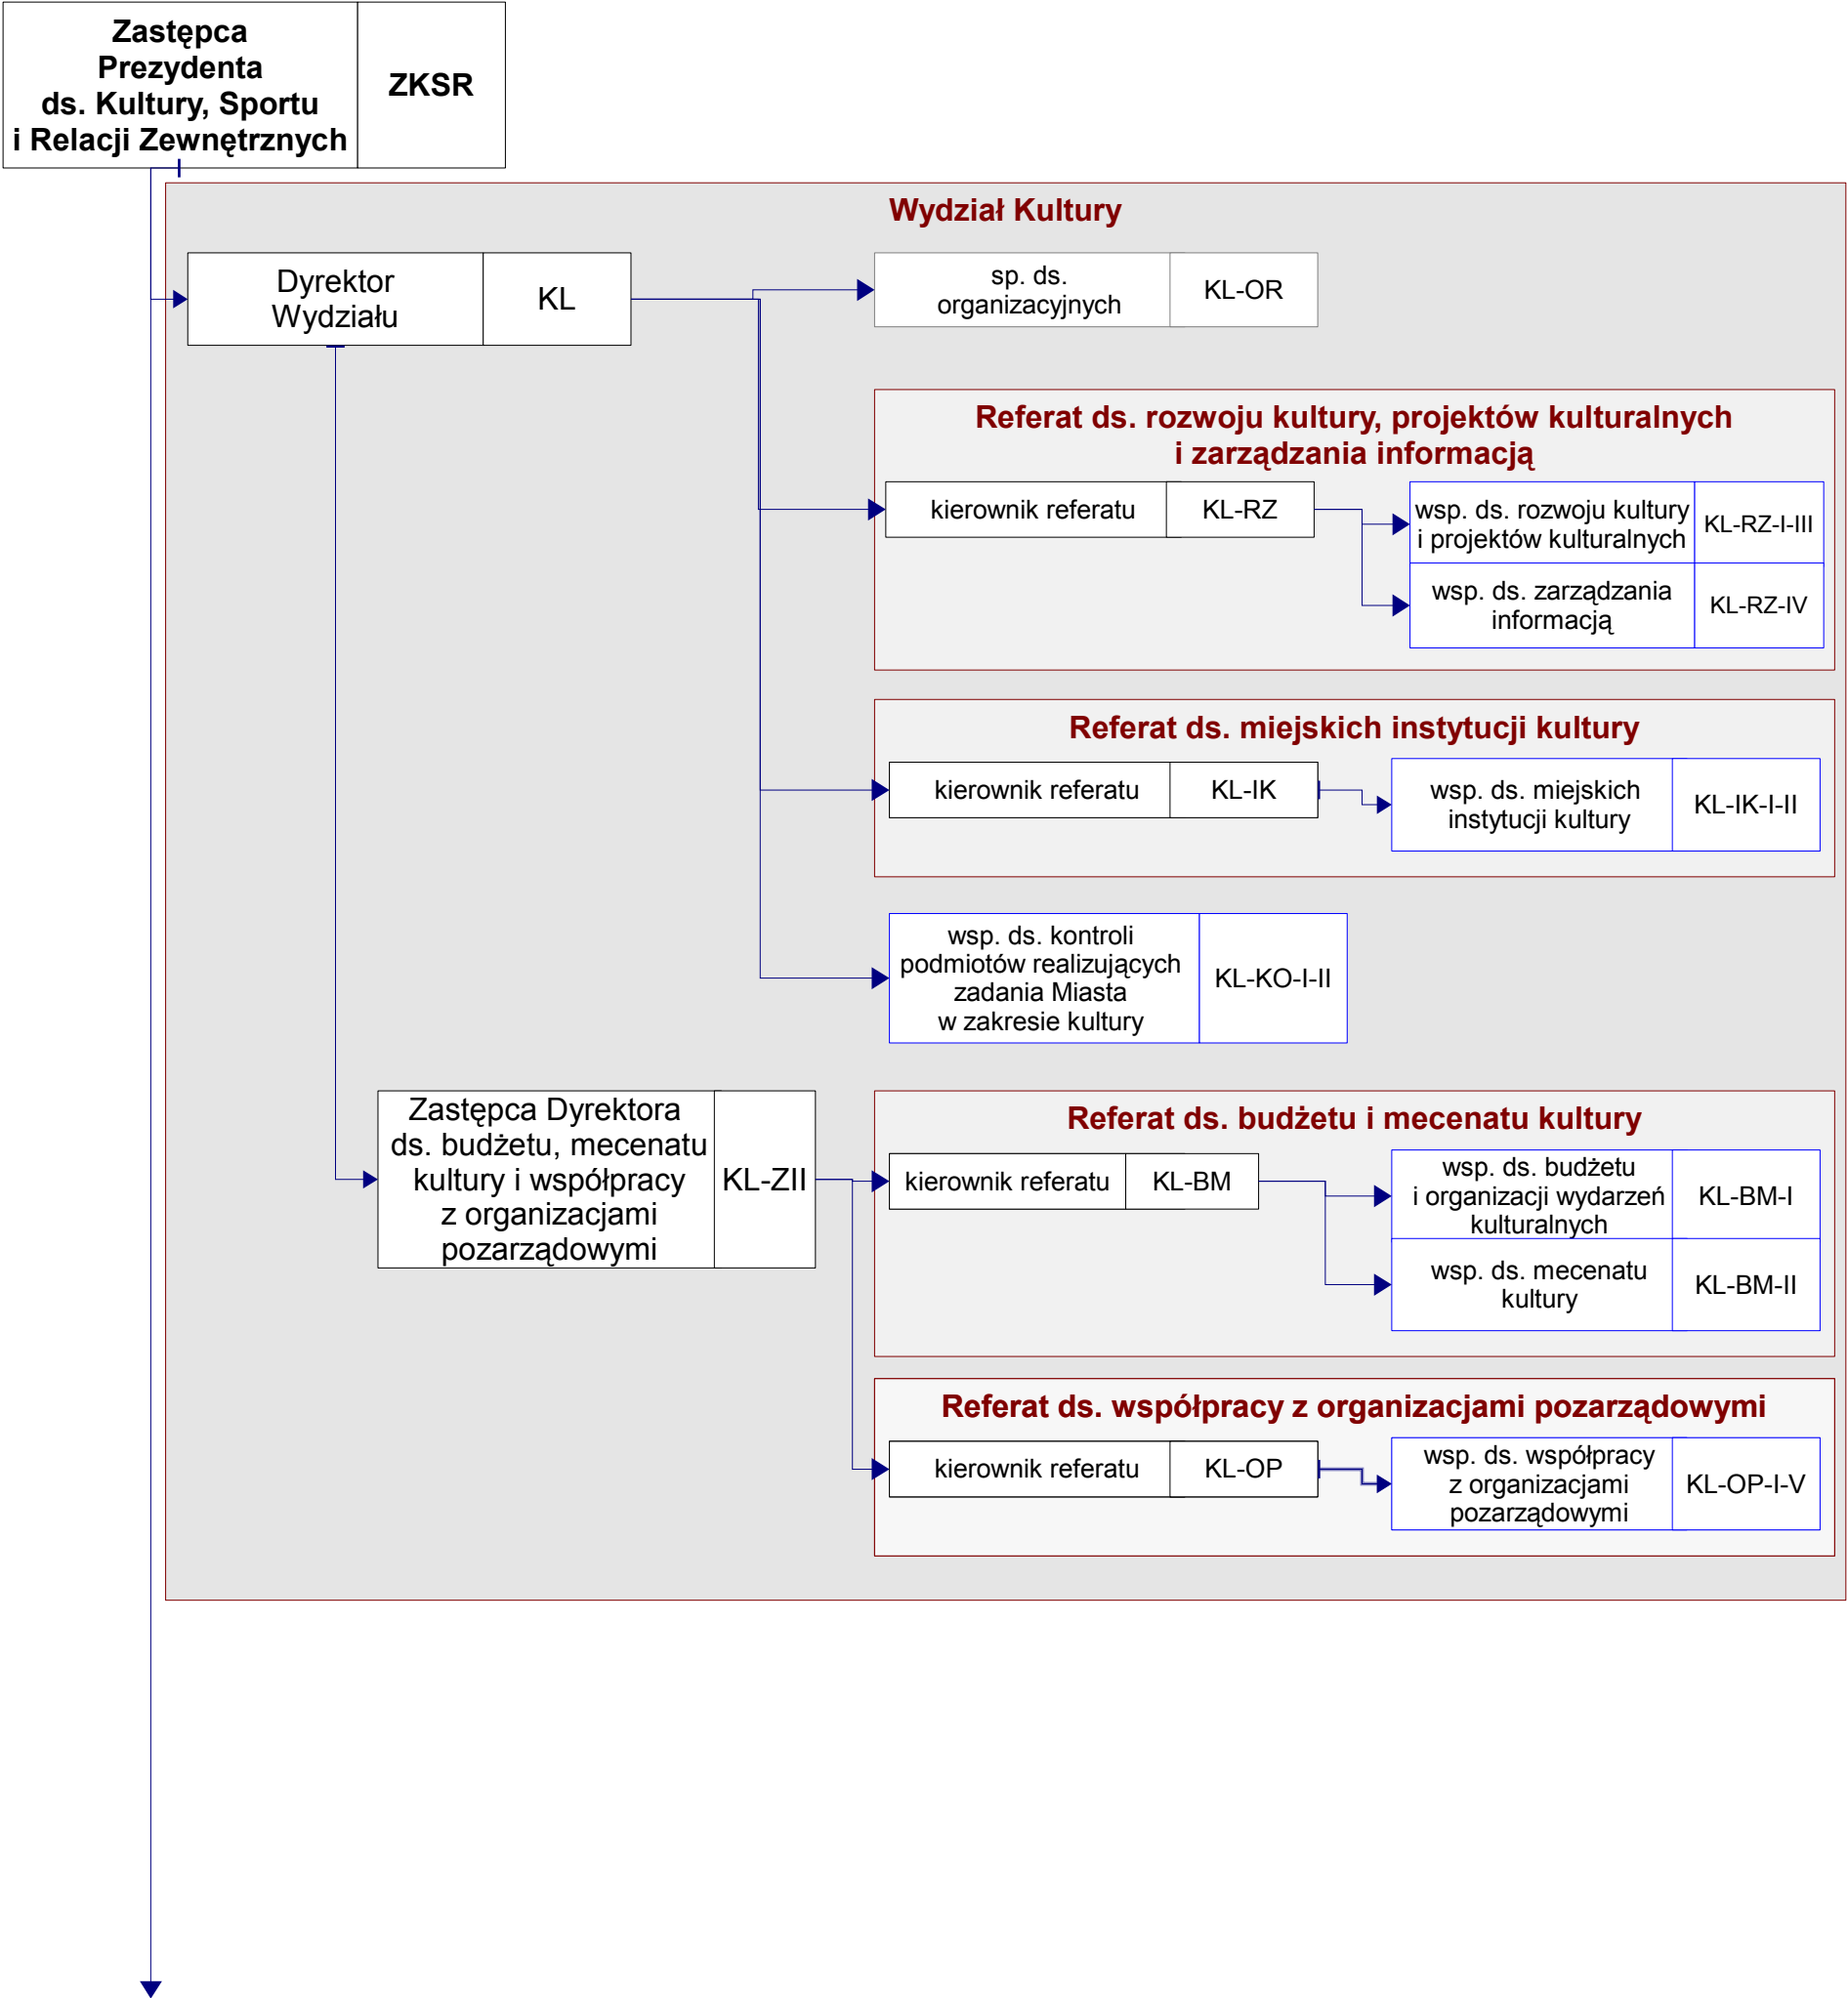 Zastępca
Prezydenta
ds. Kultury, Sportu
i Relacji Zewnętrznych
ZKSR
Wydział Kultury
Dyrektor
Wydziału
KL
sp. ds.
organizacyjnych
KL-OR
Referat ds. rozwoju kultury, projektów kulturalnych
i zarządzania informacją
kierownik referatu
KL-RZ
wsp. ds. rozwoju kultury
i projektów kulturalnych
KL-RZ-I-III
wsp. ds. zarządzania
informacją
KL-RZ-IV
Referat ds. miejskich instytucji kultury
kierownik referatu
KL-IK
wsp. ds. miejskich
instytucji kultury
KL-IK-I-II
wsp. ds. kontroli
podmiotów realizujących
zadania Miasta
w zakresie kultury
KL-KO-I-II
Zastępca Dyrektora
ds. budżetu, mecenatu
kultury i współpracy
z organizacjami
pozarządowymi
KL-ZII
Referat ds. budżetu i mecenatu kultury
kierownik referatu
KL-BM
wsp. ds. budżetu
i organizacji wydarzeń
kulturalnych
KL-BM-I
wsp. ds. mecenatu
kultury
KL-BM-II
Referat ds. współpracy z organizacjami pozarządowymi
kierownik referatu
KL-OP
wsp. ds. współpracy
z organizacjami
pozarządowymi
KL-OP-I-V